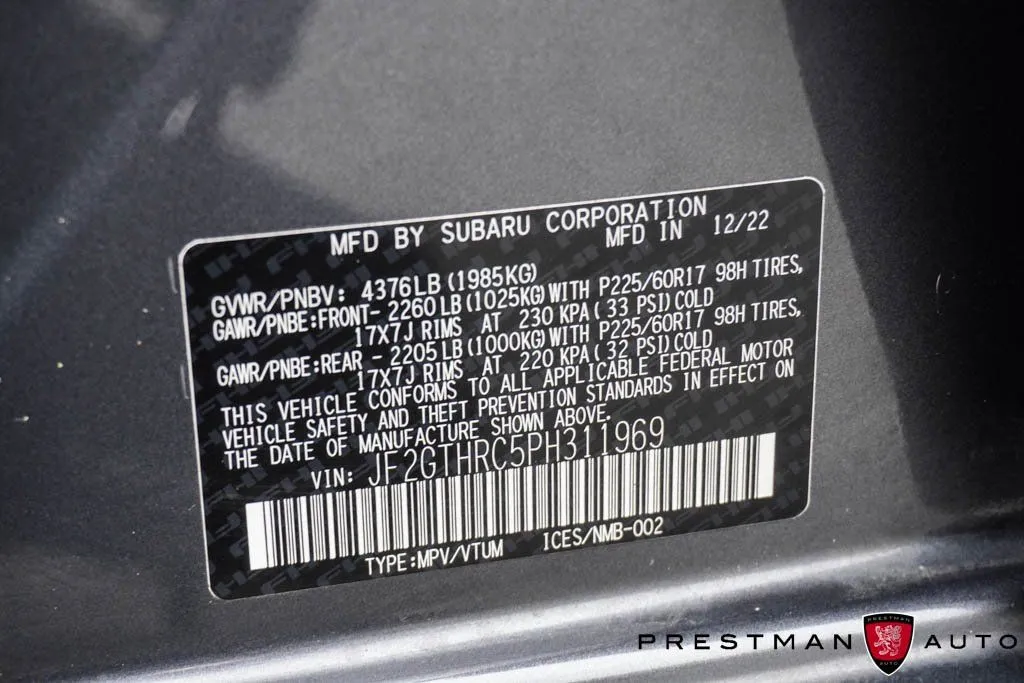 MFD BY SUBARU CORPORATION
MFD IN 12/22
GVWR/PNBV: 4376LB (1985KG)
GAWR/PNBE:FRONT- 2260LB (1025KG) WITH P225/60R17 98H TIRES,
17X7J RIMS AT 230 KPA (33 PSI) COLD
GAWR/PNBE:REAR - 2205LB (1000KG) WITH P225/60R17 98H TIRES,
17X7J RIMS AT 220 KPA (32 PSI) COLD
THIS VEHICLE CONFORMS TO ALL APPLICABLE FEDERAL MOTOR
VEHICLE SAFETY AND THEFT PREVENTION STANDARDS IN EFFECT ON
THE DATE OF MANUFACTURE SHOWN ABOVE.
VIN: JF2GTHRC5PH311969
TYPE:MPV/VTUM ICES/NMB-002
PRESTMAN AUTO